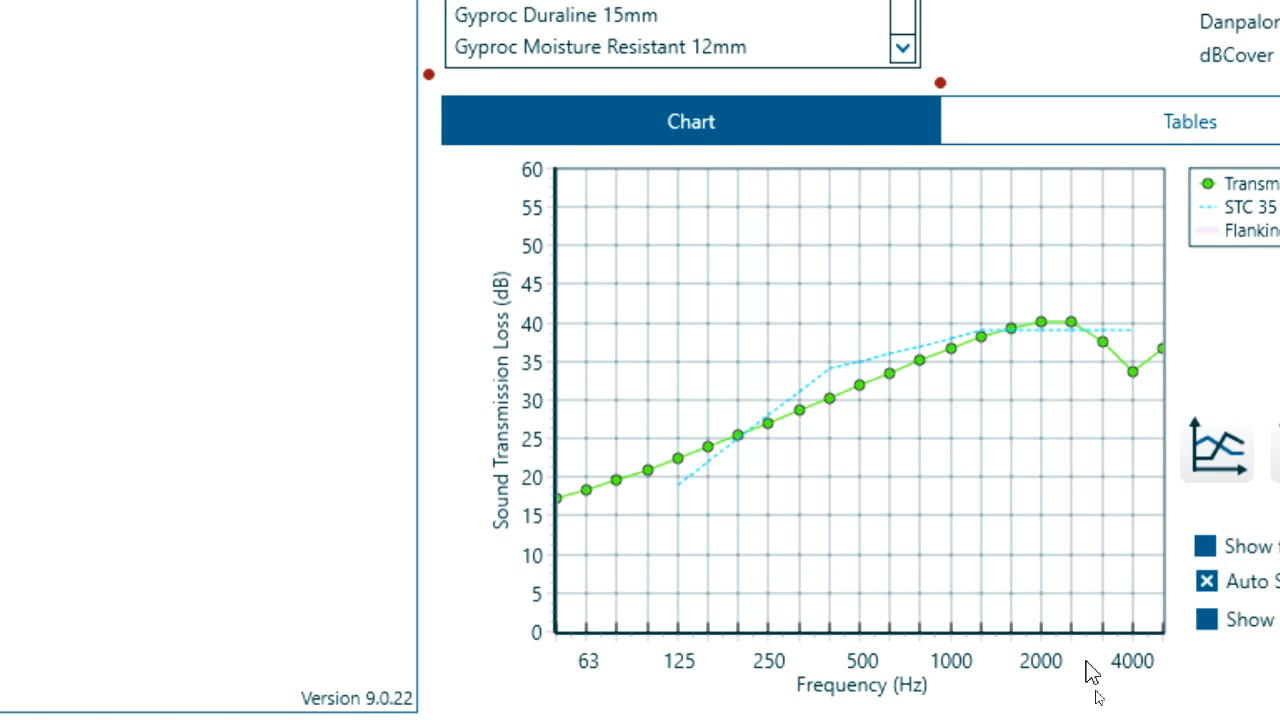 Gyproc Duraline 15mm
Gyproc Moisture Resistant 12mm
Danpalon
dBCover
Chart
Tables
60
55
50
45
40
35
30
25
20
15
10
5
0
Sound Transmission Loss (dB)
63 125 250 500 1000 2000 4000
Frequency (Hz)
Transm
STC 35
Flankin
Show
Auto S
Show
Version 9.0.22